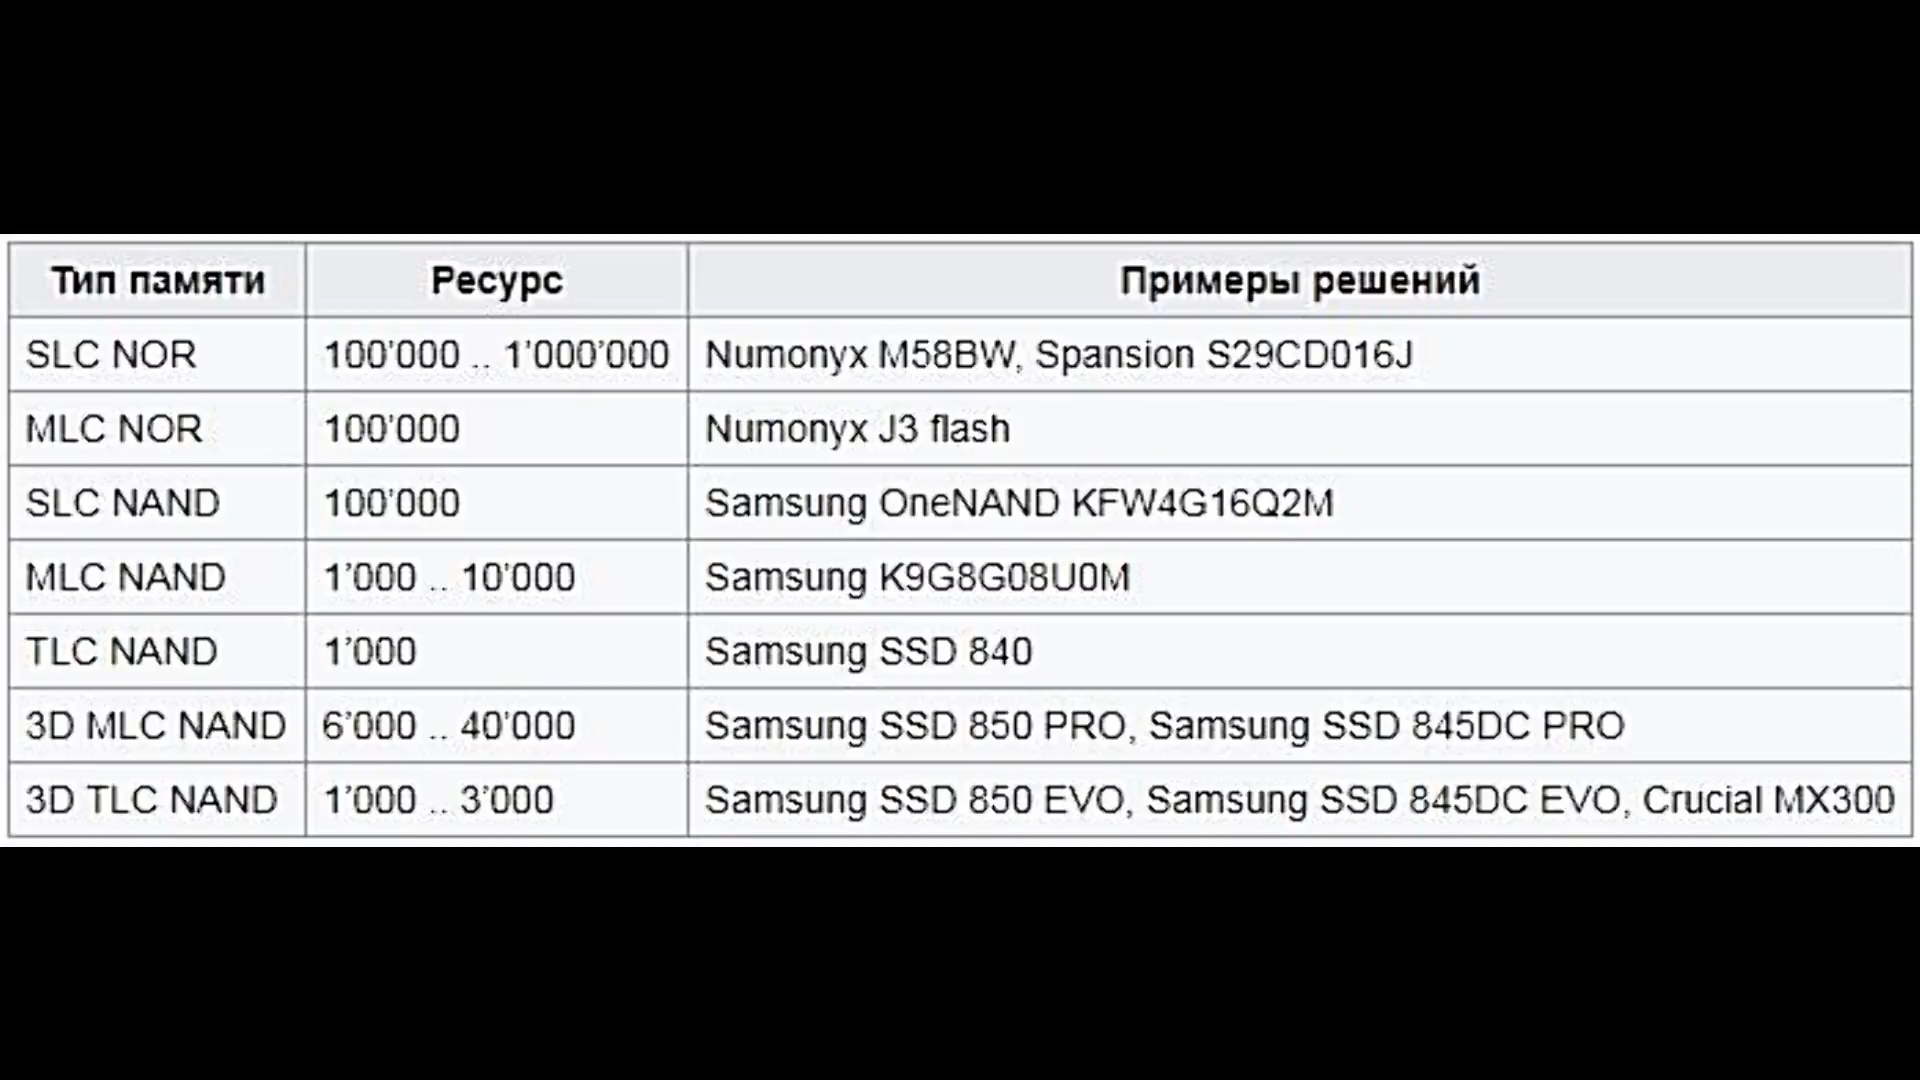 Тип памяти Ресурс Примеры решений
SLC NOR 100’000 .. 1’000’000 Numonyx M58BW, Spansion S29CD016J
MLC NOR 100’000 Numonyx J3 flash
SLC NAND 100’000 Samsung OneNAND KFW4G16Q2M
MLC NAND 1’000 .. 10’000 Samsung K9G8G08U0M
TLC NAND 1’000 Samsung SSD 840
3D MLC NAND 6’000 .. 40’000 Samsung SSD 850 PRO, Samsung SSD 845DC PRO
3D TLC NAND 1’000 .. 3’000 Samsung SSD 850 EVO, Samsung SSD 845DC EVO, Crucial MX300